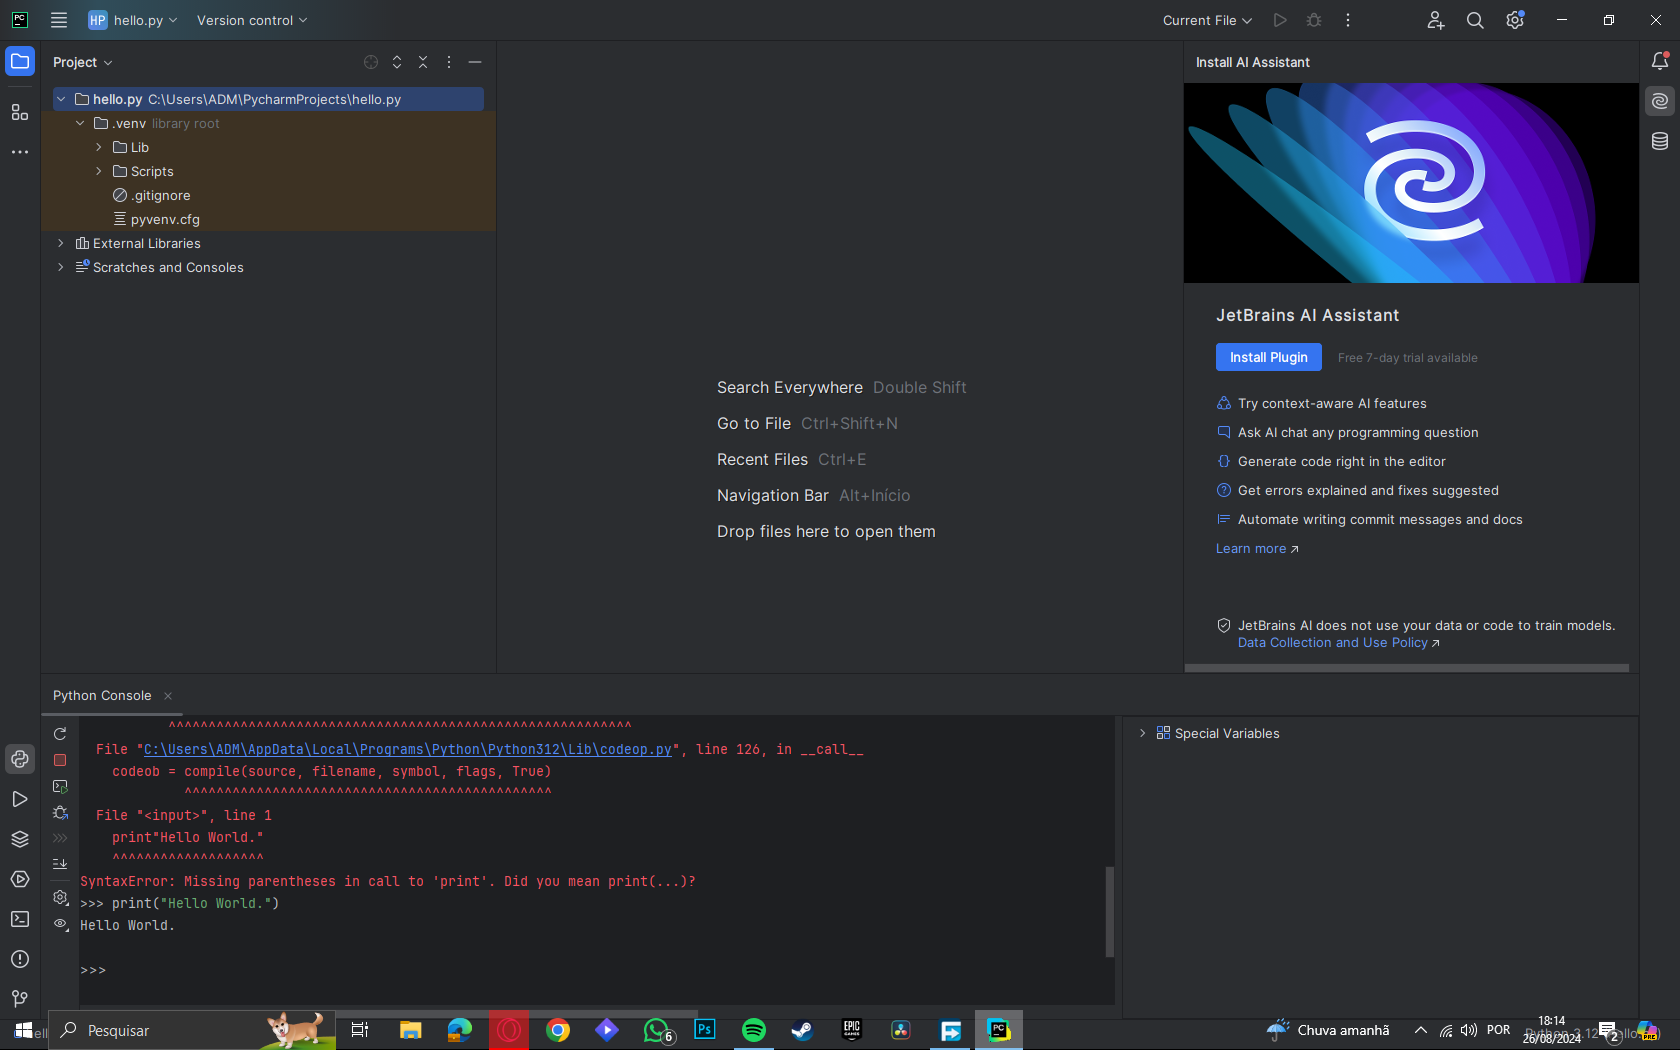 PC
HP hello.py
Version control
Current File
Project
hello.py C:\Users\ADM\PycharmProjects\hello.py
.venv library root
Lib
Scripts
.gitignore
pyvenv.cfg
External Libraries
Scratches and Consoles
Search Everywhere Double Shift
Go to File Ctrl+Shift+N
Recent Files Ctrl+E
Navigation Bar Alt+Início
Drop files here to open them
Install AI Assistant
JetBrains AI Assistant
Install Plugin Free 7-day trial available
Try context-aware AI features
Ask AI chat any programming question
Generate code right in the editor
Get errors explained and fixes suggested
Automate writing commit messages and docs
Learn more ↗
JetBrains AI does not use your data or code to train models.
Data Collection and Use Policy ↗
Python Console
^^^^^^^^^^^^^^^^^^^^^^^^^^^^^^^^^^^^^^^^^^^^^^^^^^^^^^^^^^
File "C:\Users\ADM\AppData\Local\Programs\Python\Python312\Lib\codeop.py", line 126, in __call__
codeob = compile(source, filename, symbol, flags, True)
^^^^^^^^^^^^^^^^^^^^^^^^^^^^^^^^^^^^^^^^^^^^^^
File "<input>", line 1
print"Hello World."
^^^^^^^^^^^^^^^^^^^
SyntaxError: Missing parentheses in call to 'print'. Did you mean print(...)?
>>> print("Hello World.")
Hello World.
>>>
Special Variables
Pesquisar
6
Ps
EPIC GAMES
PC
Chuva amanhã
POR
18:14
26/08/2024
2
PRE